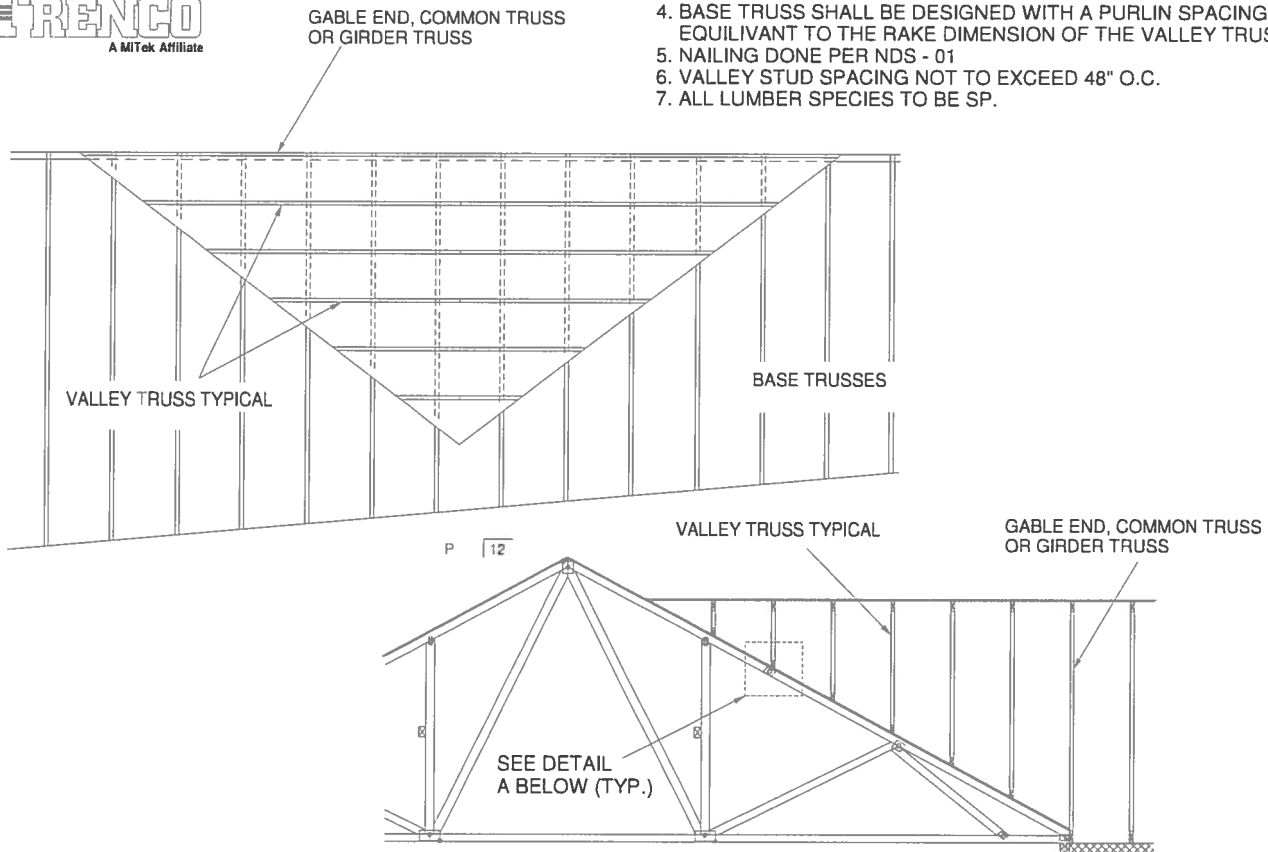 TRENCO
A MiTek Affiliate
GABLE END, COMMON TRUSS
OR GIRDER TRUSS
4. BASE TRUSS SHALL BE DESIGNED WITH A PURLIN SPACING
EQUILIVANT TO THE RAKE DIMENSION OF THE VALLEY
5. NAILING DONE PER NDS - 01
6. VALLEY STUD SPACING NOT TO EXCEED 48" O.C.
7. ALL LUMBER SPECIES TO BE SP.
VALLEY TRUSS TYPICAL
BASE TRUSSES
P 12
VALLEY TRUSS TYPICAL
GABLE END, COMMON TRUSS
OR GIRDER TRUSS
SEE DETAIL
A BELOW (TYP.)